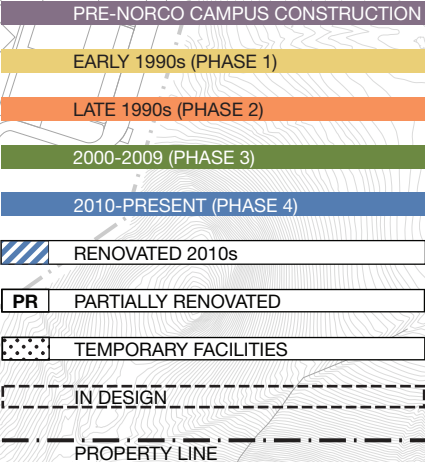 PRE-NORCO CAMPUS CONSTRUCTION
EARLY 1990s (PHASE 1)
LATE 1990s (PHASE 2)
2000-2009 (PHASE 3)
2010-PRESENT (PHASE 4)
RENOVATED 2010s
PR PARTIALLY RENOVATED
TEMPORARY FACILITIES
IN DESIGN
PROPERTY LINE